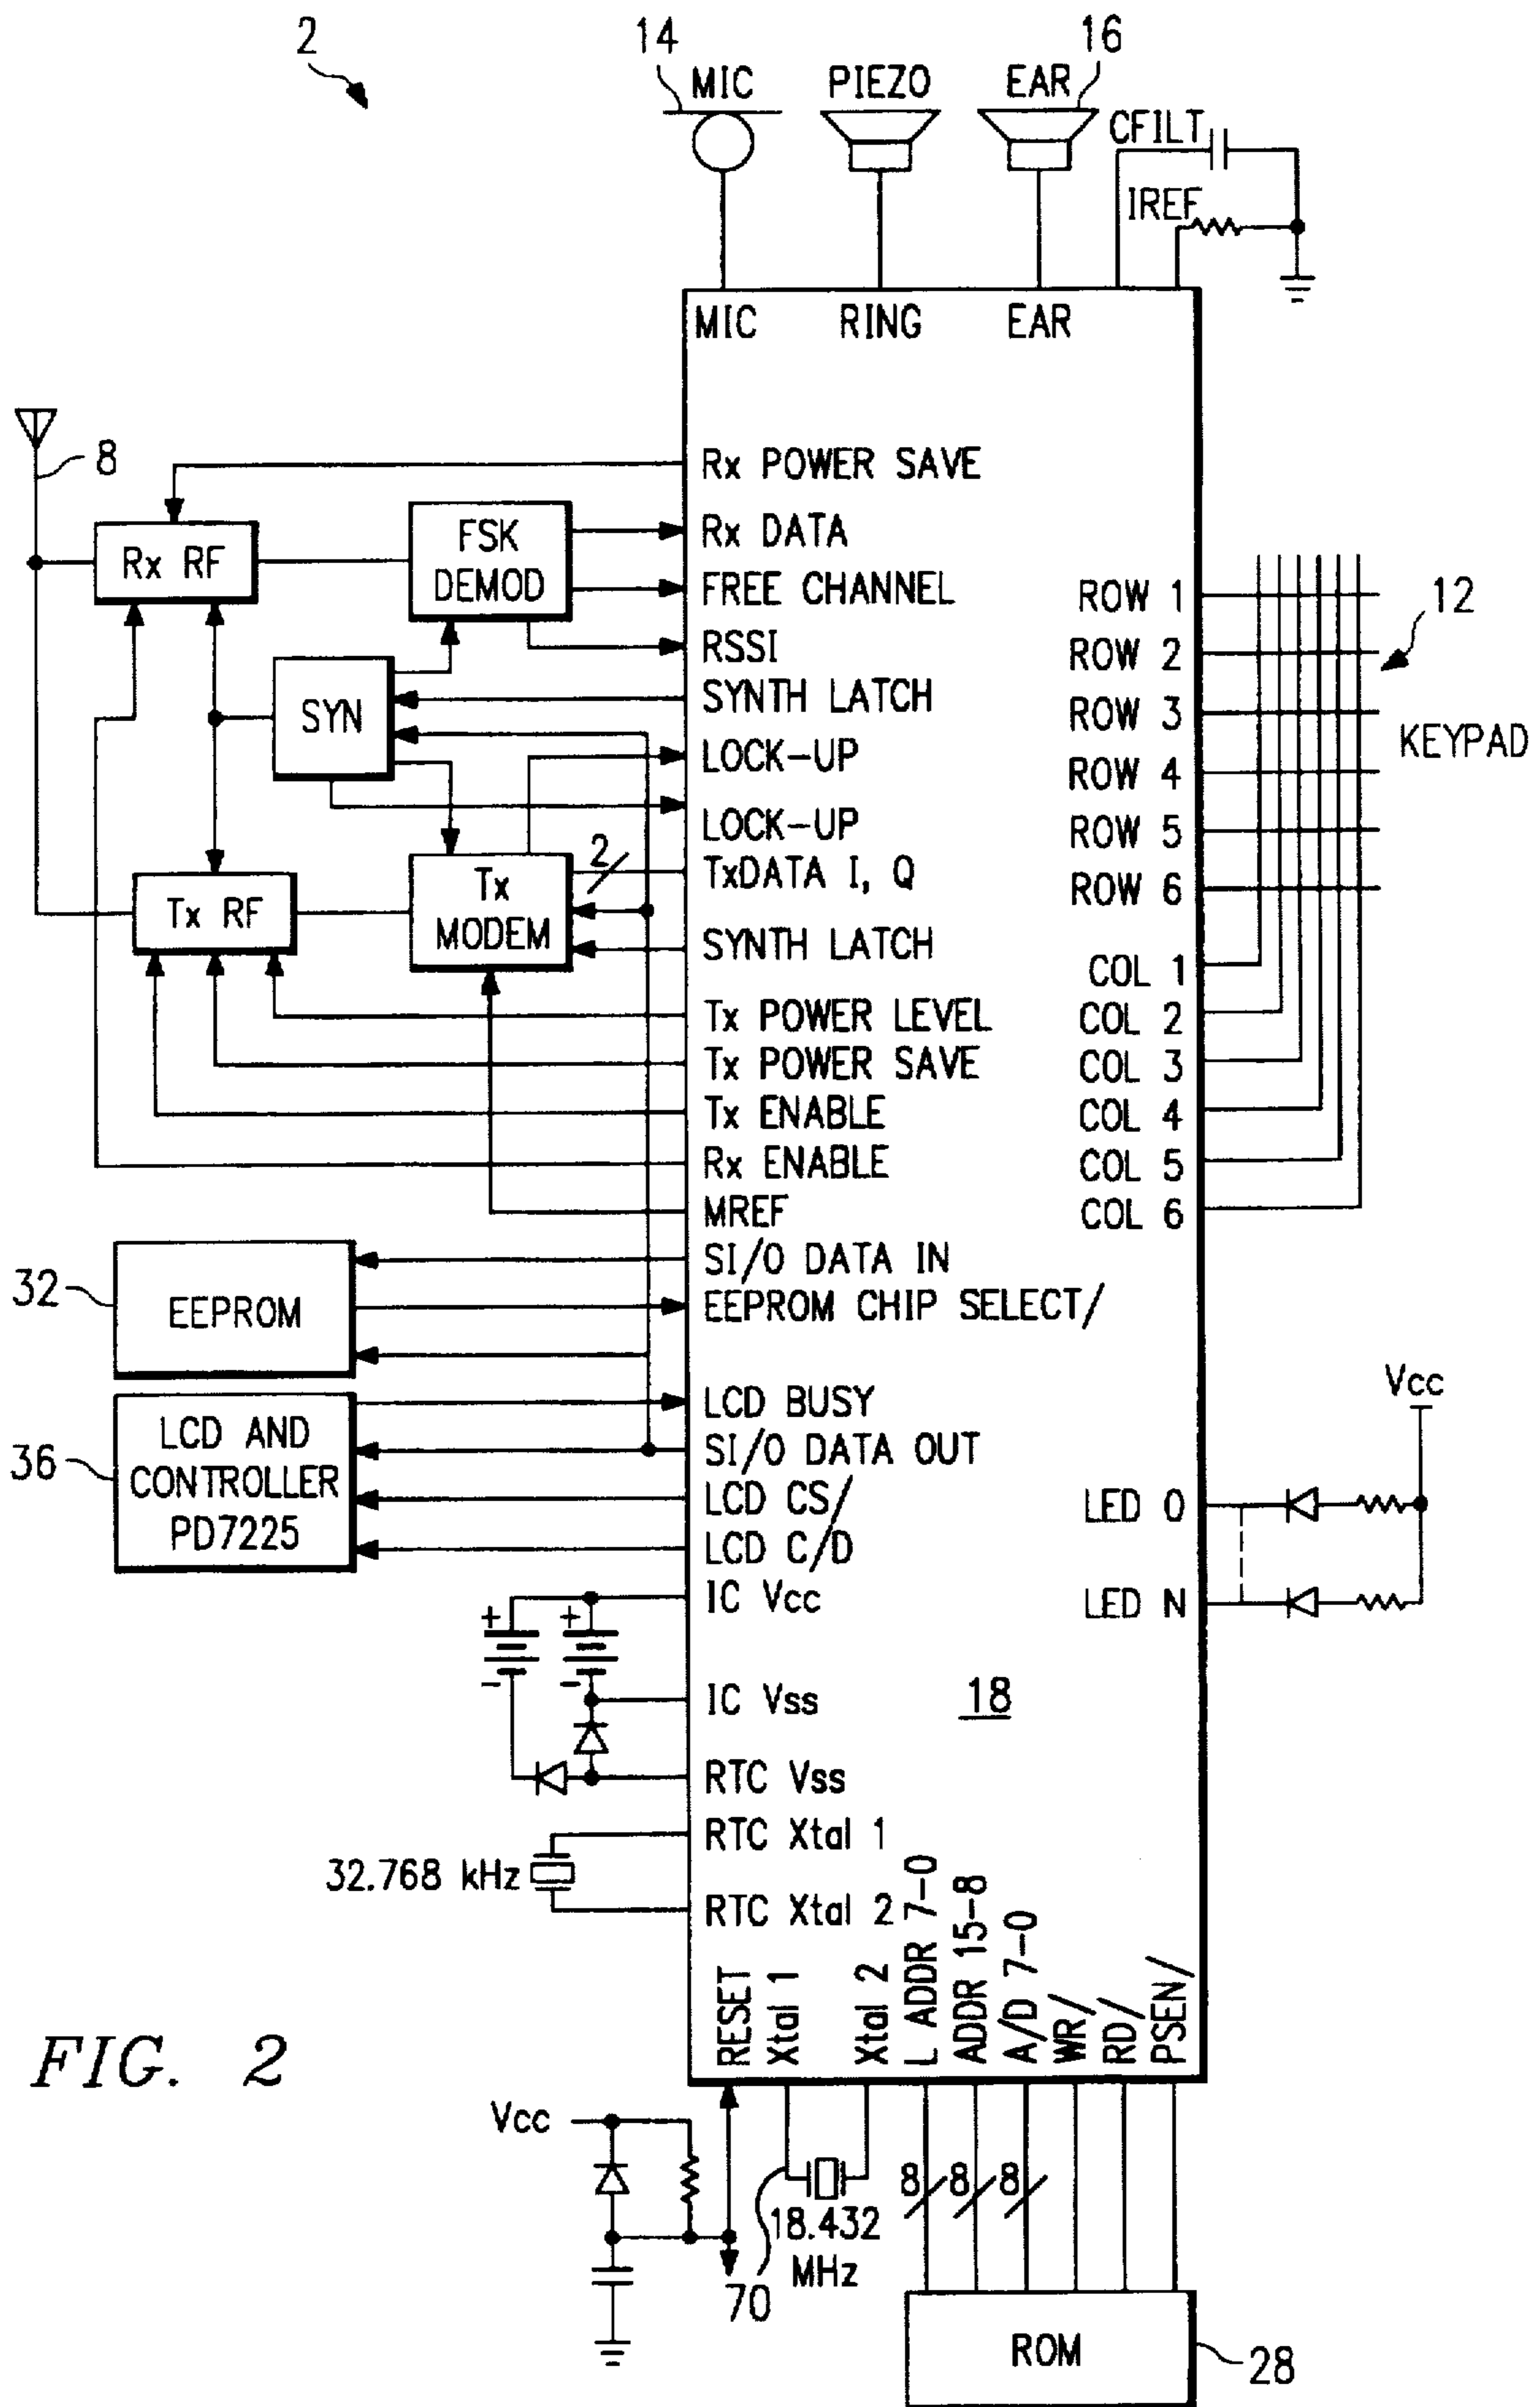 2
14
MIC
PIEZO
16
EAR
CFILT
IREF
MIC
RING
EAR
8
Rx RF
FSK
DEMOD
SYN
Tx RF
Tx
MODEM
2
Rx POWER SAVE
Rx DATA
FREE CHANNEL
RSSI
SYNTH LATCH
LOCK-UP
LOCK-UP
TxDATA I, Q
SYNTH LATCH
Tx POWER LEVEL
Tx POWER SAVE
Tx ENABLE
Rx ENABLE
MREF
SI/O DATA IN
EEPROM CHIP SELECT/
LCD BUSY
SI/O DATA OUT
LCD CS/
LCD C/D
IC Vcc
IC Vss
RTC Vss
RTC Xtal 1
RTC Xtal 2
ROW 1
ROW 2
ROW 3
ROW 4
ROW 5
ROW 6
COL 1
COL 2
COL 3
COL 4
COL 5
COL 6
12
KEYPAD
32
EEPROM
36
LCD AND
CONTROLLER
PD7225
+
+
-
-
32.768 kHz
Vcc
LED 0
LED N
18
RESET
Xtal 1
Xtal 2
L ADDR 7-0
ADDR 15-8
A/D 7-0
WR/
RD/
PSEN/
FIG. 2
Vcc
70
18.432
MHz
8
8
8
ROM
28